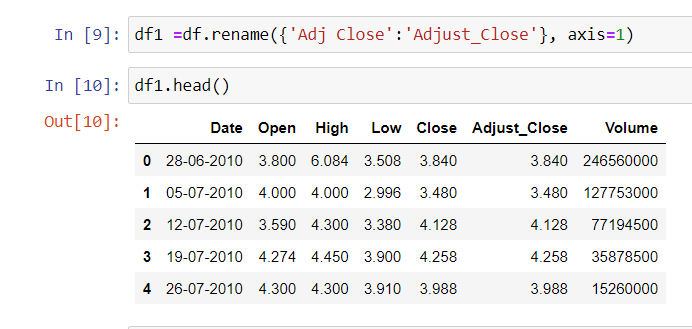 In [9]: df1 =df.rename({'Adj Close':'Adjust_Close'}, axis=1)
In [10]: df1.head()
Out[10]:
Date Open High Low Close Adjust_Close Volume
0 28-06-2010 3.800 6.084 3.508 3.840 3.840 246560000
1 05-07-2010 4.000 4.000 2.996 3.480 3.480 127753000
2 12-07-2010 3.590 4.300 3.380 4.128 4.128 77194500
3 19-07-2010 4.274 4.450 3.900 4.258 4.258 35878500
4 26-07-2010 4.300 4.300 3.910 3.988 3.988 15260000